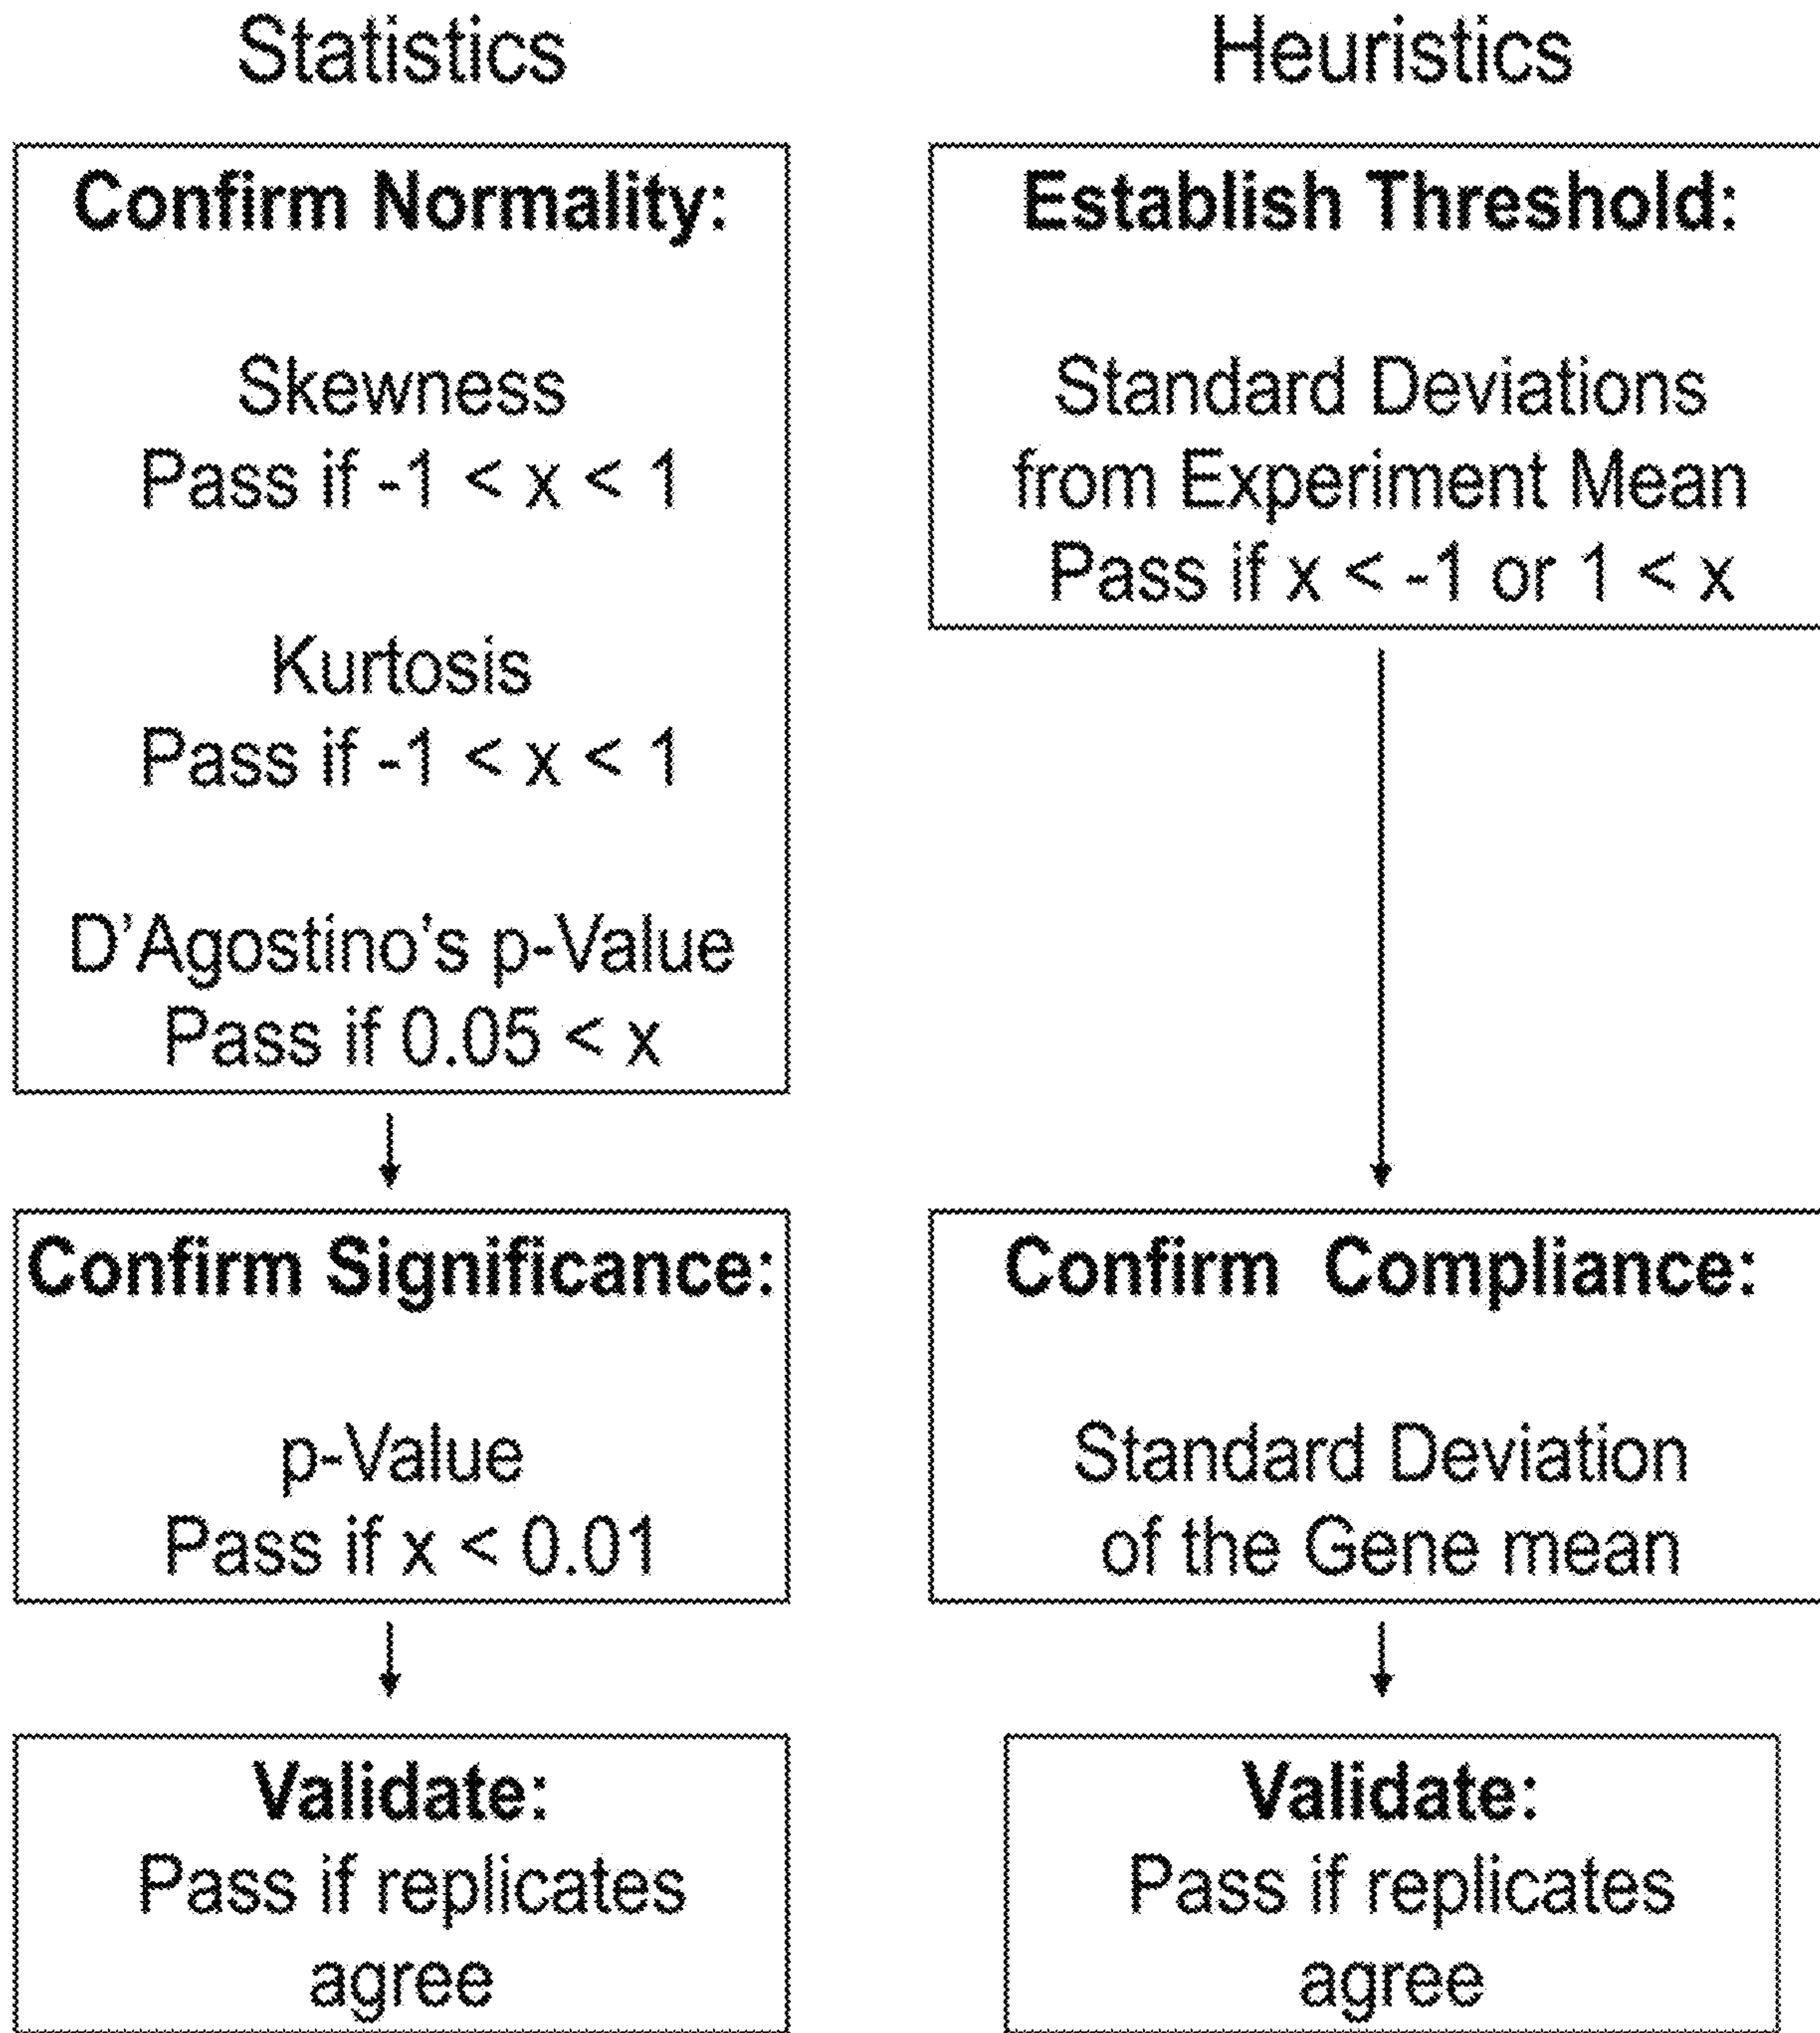 Statistics
Confirm Normality:
Skewness
Pass if -1 < x < 1
Kurtosis
Pass if -1 < x < 1
D’Agostino’s p-Value
Pass if 0.05 < x
Confirm Significance:
p-Value
Pass if x < 0.01
Validate:
Pass if replicates
agree
Heuristics
Establish Threshold:
Standard Deviations
from Experiment Mean
Pass if x < -1 or 1 < x
Confirm Compliance:
Standard Deviation
of the Gene mean
Validate:
Pass if replicates
agree